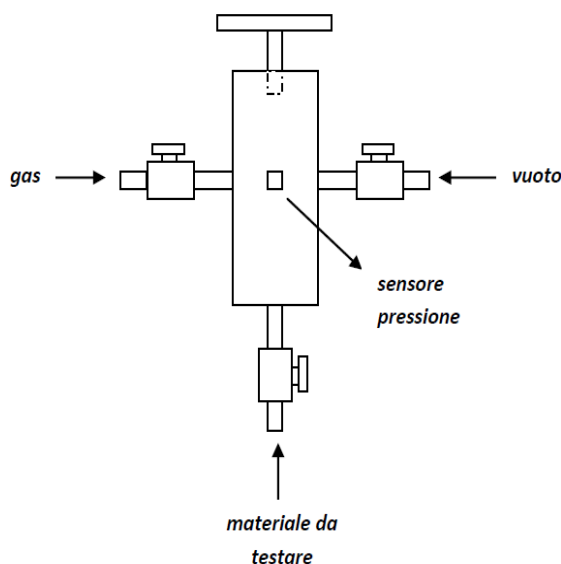 gas
vuoto
sensore
pressione
materiale da
testare